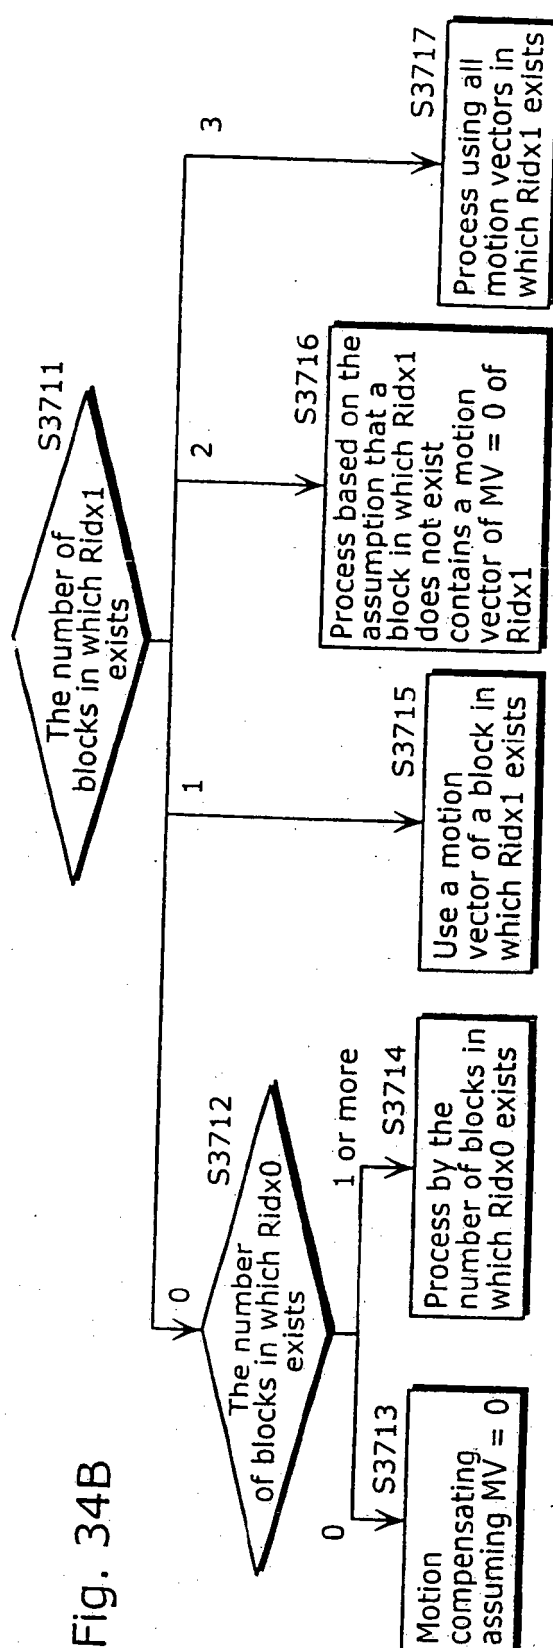 Fig. 34B
S3711
The number of
blocks in which Ridx1
exists
0
1
2
3
S3712
The number
of blocks in which Ridx0
exists
0
1 or more
S3713
Motion
compensating
assuming MV = 0
S3714
Process by the
number of blocks in
which Ridx0 exists
S3715
Use a motion
vector of a block in
which Ridx1 exists
S3716
Process based on the
assumption that a
block in which Ridx1
does not exist
contains a motion
vector of MV = 0 of
Ridx1
S3717
Process using all
motion vectors in
which Ridx1 exists